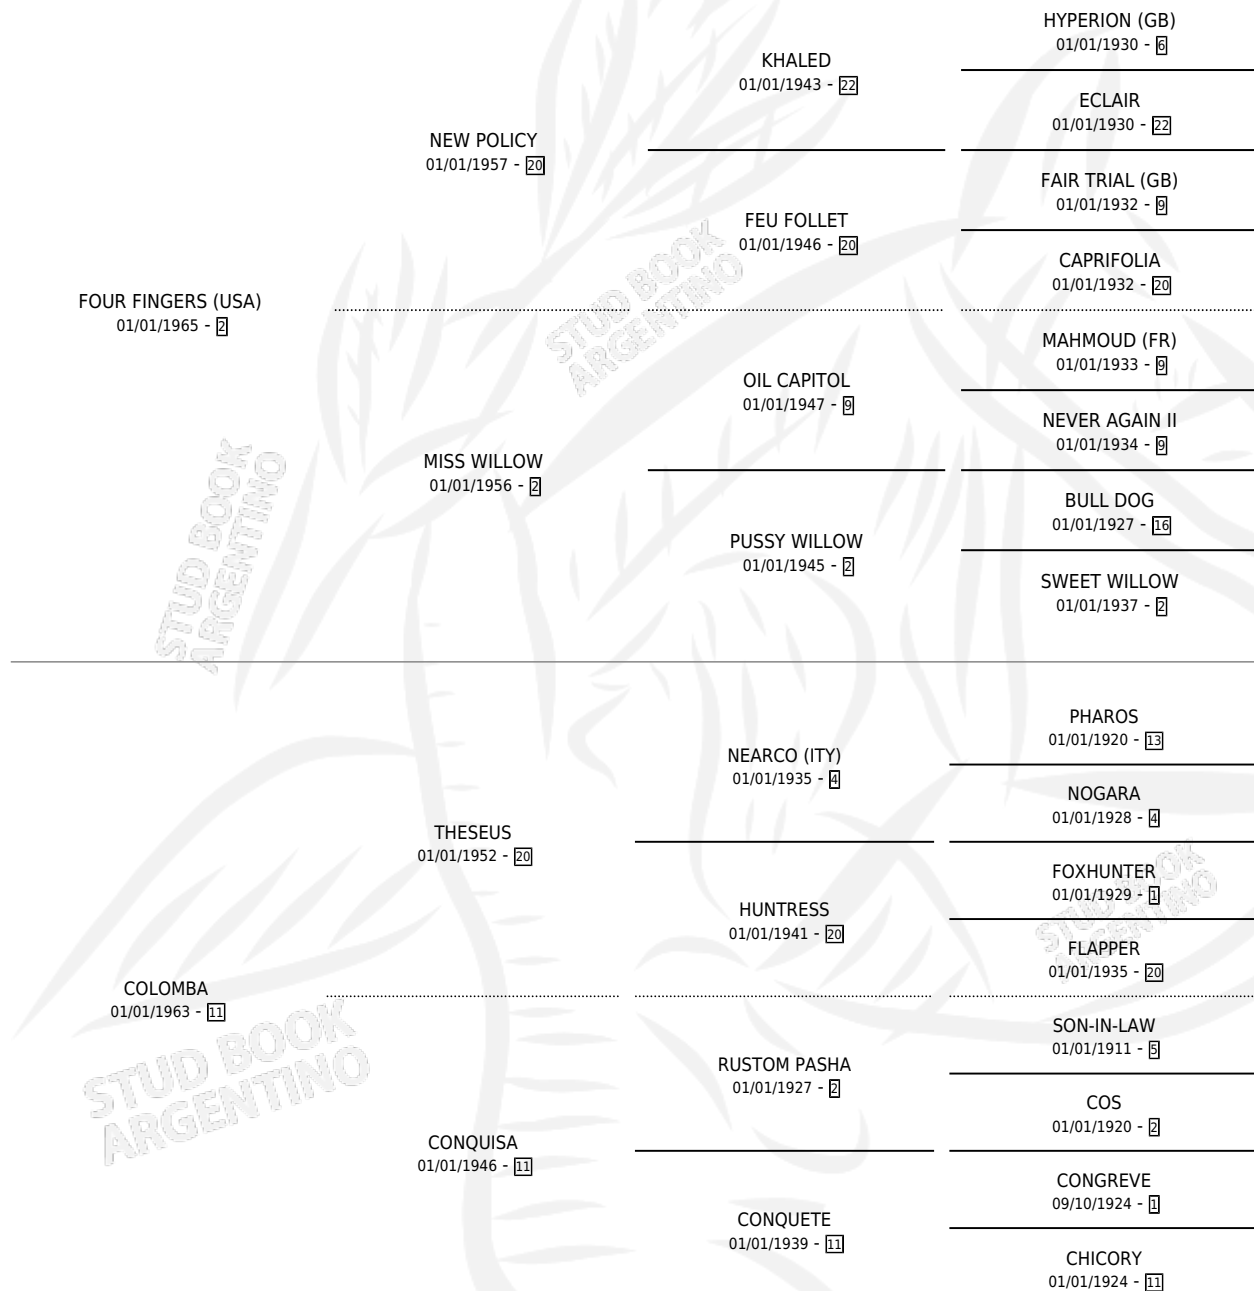 HYPERION (GB)
01/01/1930 - 6
KHALED
01/01/1943 - 22
ECLAIR
01/01/1930 - 22
NEW POLICY
01/01/1957 - 20
FAIR TRIAL (GB)
01/01/1932 - 9
FEU FOLLET
01/01/1946 - 20
CAPRIFOLIA
01/01/1932 - 20
FOUR FINGERS (USA)
01/01/1965 - 2
MAHMOUD (FR)
01/01/1933 - 9
OIL CAPITOL
01/01/1947 - 9
NEVER AGAIN II
01/01/1934 - 9
MISS WILLOW
01/01/1956 - 2
BULL DOG
01/01/1927 - 16
PUSSY WILLOW
01/01/1945 - 2
SWEET WILLOW
01/01/1937 - 2
STUD BOOK
ARGENTINO
STUD BOOK
ARGENTINO
PHAROS
01/01/1920 - 13
NEARCO (ITY)
01/01/1935 - 4
NOGARA
01/01/1928 - 4
THESEUS
01/01/1952 - 20
FOXHUNTER
01/01/1929 - 1
HUNTRESS
01/01/1941 - 20
FLAPPER
01/01/1935 - 20
STUD BOOK
ARGENTINO
COLOMBA
01/01/1963 - 11
SON-IN-LAW
01/01/1911 - 5
RUSTOM PASHA
01/01/1927 - 2
COS
01/01/1920 - 2
STUD BOOK
ARGENTINO
CONQUISA
01/01/1946 - 11
CONGREVE
09/10/1924 - 1
CONQUETE
01/01/1939 - 11
CHICORY
01/01/1924 - 11